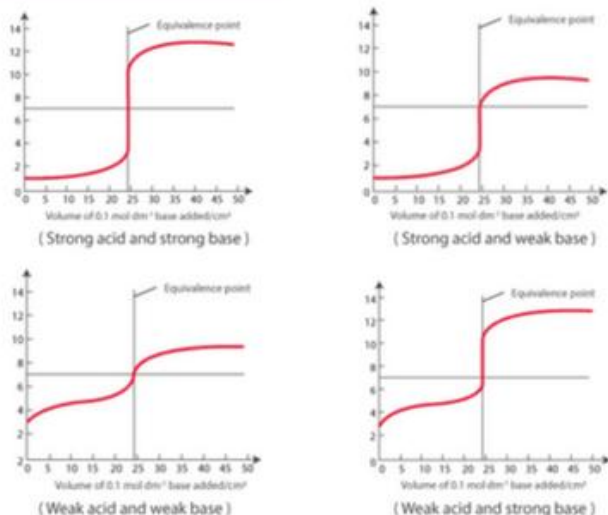 Equivalence point
14
12
10
8
6
4
2
0
0 5 10 15 20 25 30 35 40 45 50
Volume of 0.1 mol dm⁻¹ base added/cm³
( Strong acid and strong base )
Equivalence point
14
12
10
8
6
4
2
0
0 5 10 15 20 25 30 35 40 45 50
Volume of 0.1 mol dm⁻¹ base added/cm³
( Strong acid and weak base )
Equivalence point
14
12
10
8
6
4
2
0 5 10 15 20 25 30 35 40 45 50
Volume of 0.1 mol dm⁻¹ base added/cm³
(Weak acid and weak base )
Equivalence point
14
12
10
8
6
4
2
0
0 5 10 15 20 25 30 35 40 45 50
Volume of 0.1 mol dm⁻¹ base added/cm³
( Weak acid and strong base )